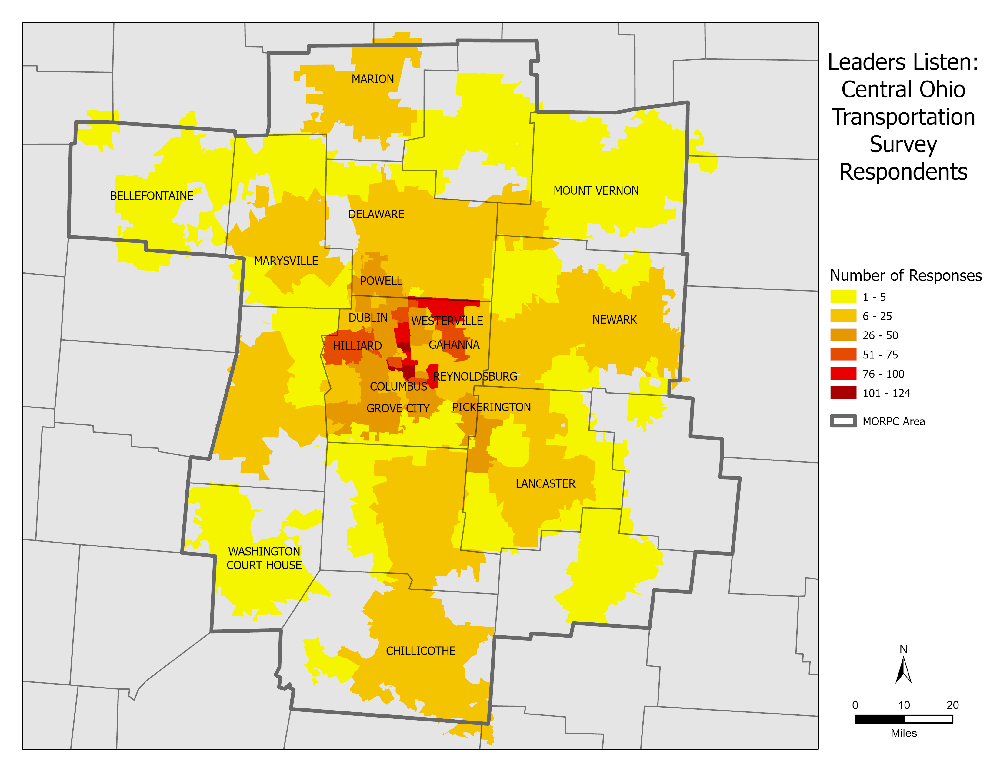 Leaders Listen:
Central Ohio
Transportation
Survey
Respondents
MARION
BELLEFONTAINE
MOUNT VERNON
DELAWARE
MARYSVILLE
POWELL
DUBLIN
WESTERVILLE
NEWARK
HILLIARD
GAHANNA
REYNOLDSBURG
COLUMBUS
GROVE CITY
PICKERINGTON
LANCASTER
WASHINGTON
COURT HOUSE
CHILLICOTHE
Number of Responses
1 - 5
6 - 25
26 - 50
51 - 75
76 - 100
101 - 124
MORPC Area
N
0 10 20
Miles